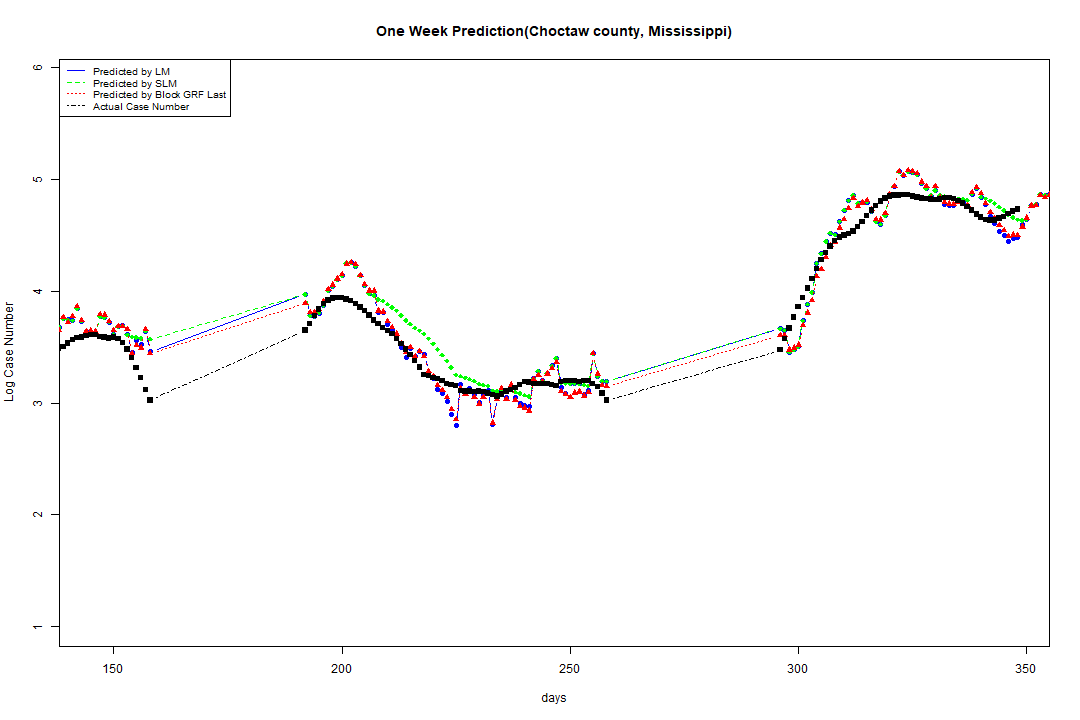 One Week Prediction(Choctaw county, Mississippi)
Predicted by LM
Predicted by SLM
Predicted by Block GRF Last
Actual Case Number
6
5
4
3
2
1
Log Case Number
150 200 250 300 350
days